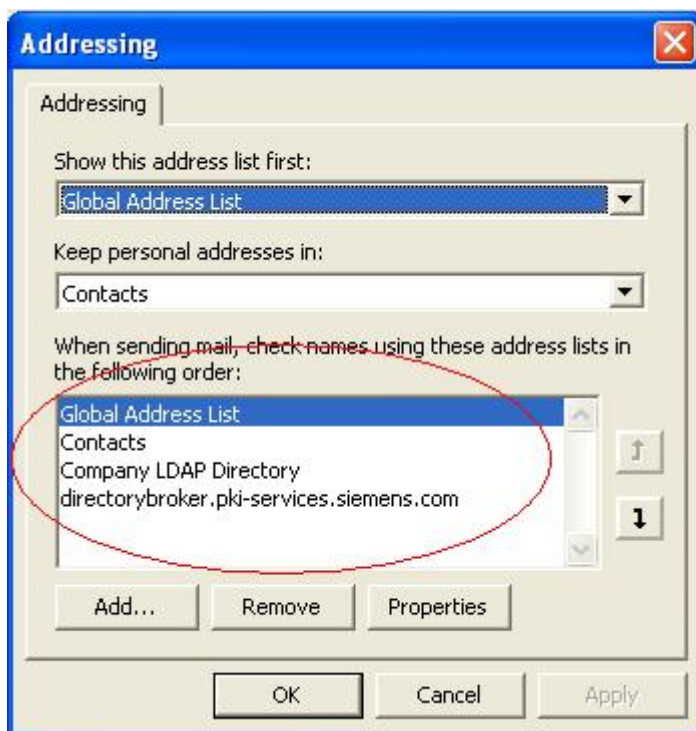 Addressing
Addressing
Show this address list first:
Global Address List
Keep personal addresses in:
Contacts
When sending mail, check names using these address lists in
the following order:
Global Address List
Contacts
Company LDAP Directory
directorybroker.pki-services.siemens.com
Add...
Remove
Properties
OK
Cancel
Apply